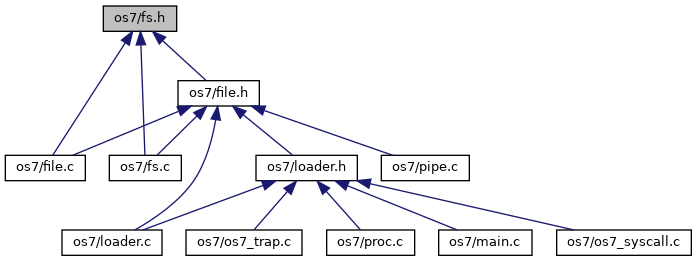 os7/fs.h
os7/file.h
os7/file.c
os7/fs.c
os7/loader.h
os7/pipe.c
os7/loader.c
os7/os7_trap.c
os7/proc.c
os7/main.c
os7/os7_syscall.c